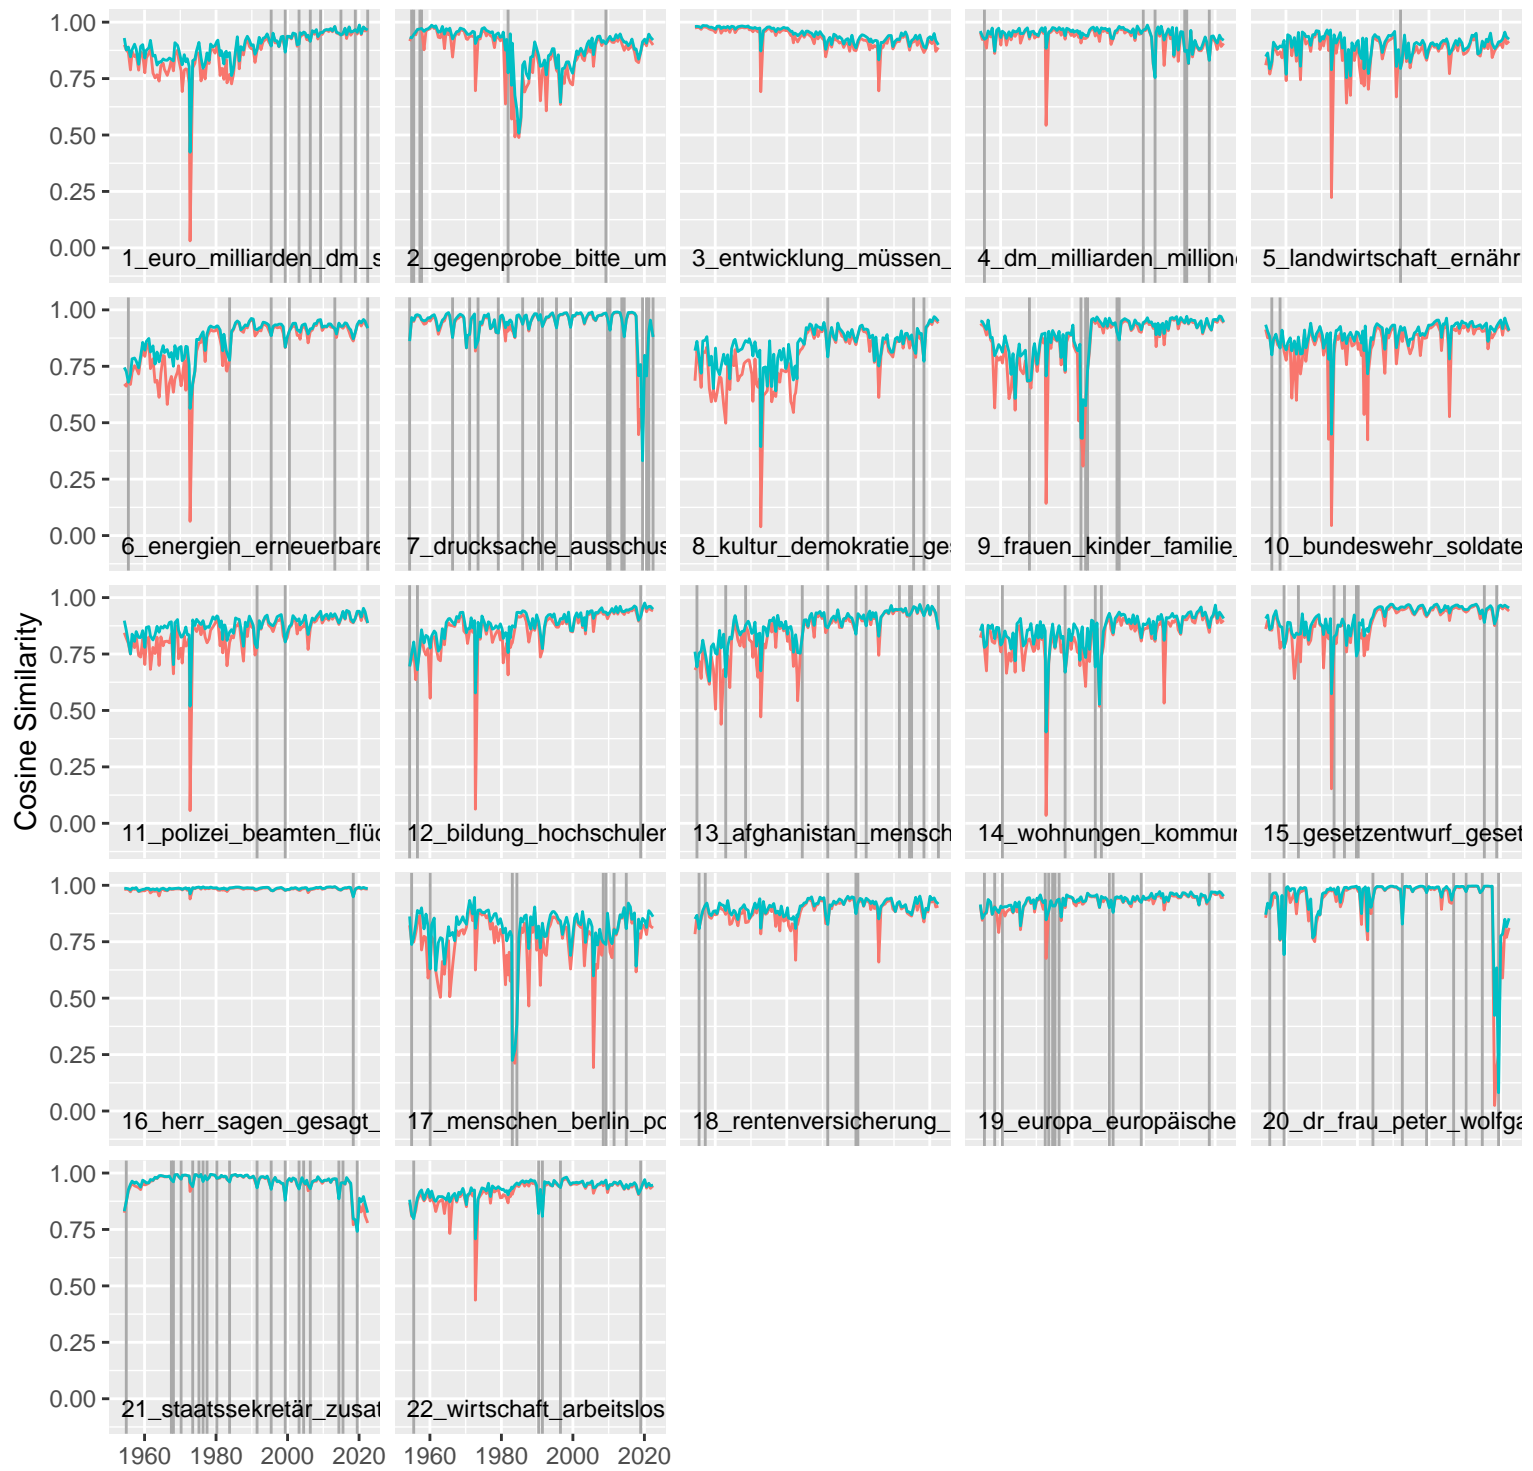 1.00
0.75
0.50
0.25
0.00
1_euro_milliarden_dm_s
2_gegenprobe_bitte_um
3_entwicklung_müssen_
4_dm_milliarden_million
5_landwirtschaft_ernähr
1.00
0.75
0.50
0.25
0.00
6_energien_erneuerbare
7_drucksache_ausschus
8_kultur_demokratie_ges
9_frauen_kinder_familie_
10_bundeswehr_soldate
Cosine Similarity
1.00
0.75
0.50
0.25
0.00
11_polizei_beamten_flüc
12_bildung_hochschulen
13_afghanistan_mensch
14_wohnungen_kommun
15_gesetzentwurf_geset
1.00
0.75
0.50
0.25
0.00
16_herr_sagen_gesagt_
17_menschen_berlin_po
18_rentenversicherung_
19_europa_europäische
20_dr_frau_peter_wolfga
1.00
0.75
0.50
0.25
0.00
21_staatssekretär_zusat
22_wirtschaft_arbeitslos
1960 1980 2000 2020
1960 1980 2000 2020